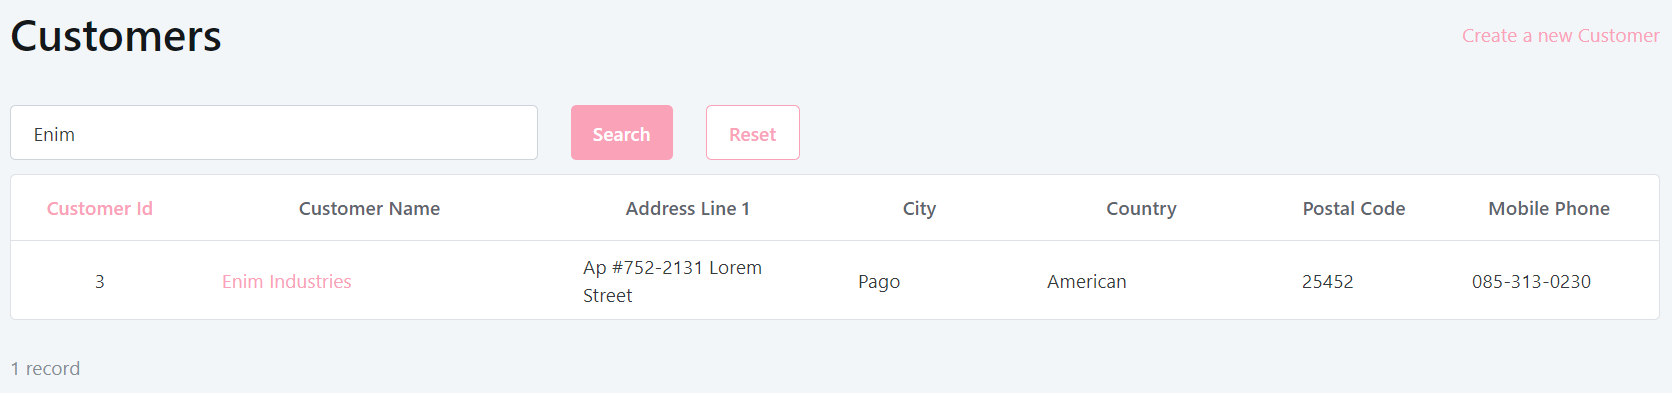 Customers
Create a new Customer
Enim
Search
Reset
Customer Id
Customer Name
Address Line 1
City
Country
Postal Code
Mobile Phone
3
Enim Industries
Ap #752-2131 Lorem
Street
Pago
American
25452
085-313-0230
1 record